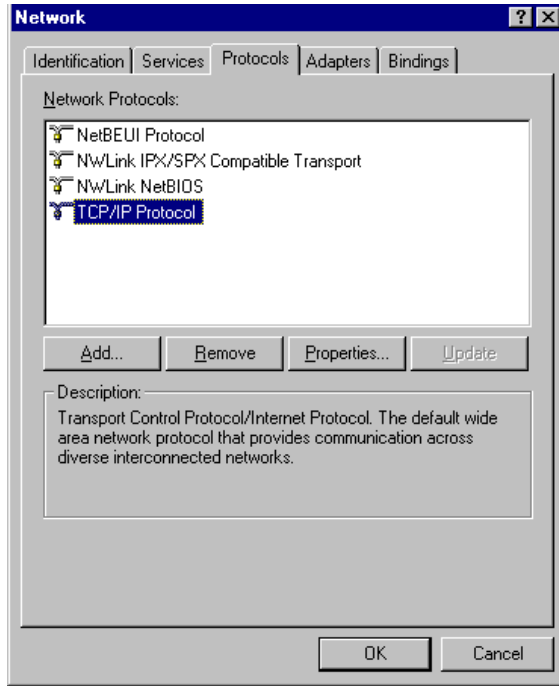 Network
Identification Services Protocols Adapters Bindings
Network Protocols:
NetBEUI Protocol
NWLink IPX/SPX Compatible Transport
NWLink NetBIOS
TCP/IP Protocol
Add... Remove Properties... Update
Description:
Transport Control Protocol/Internet Protocol. The default wide
area network protocol that provides communication across
diverse interconnected networks.
OK Cancel